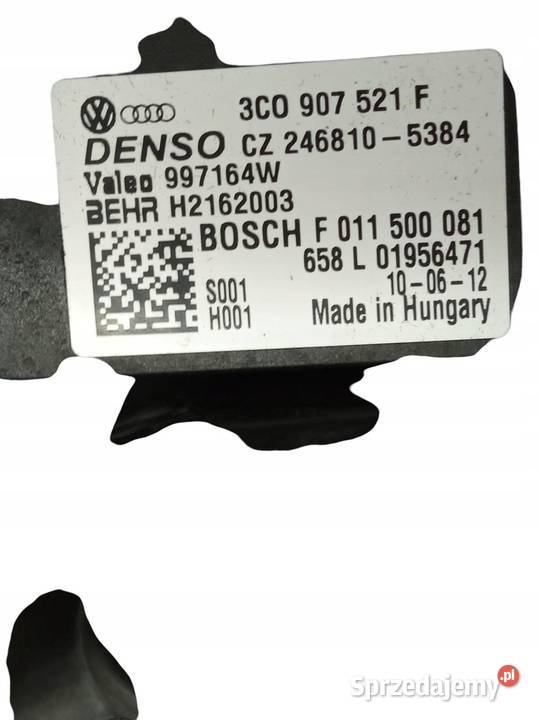 3C0 907 521 F
DENSO CZ 246810-5384
Valeo 997164W
BEHR H2162003
BOSCH F 011 500 081
658 L 01956471
S001 10-06-12
H001 Made in Hungary
Sprzedajemy.pl